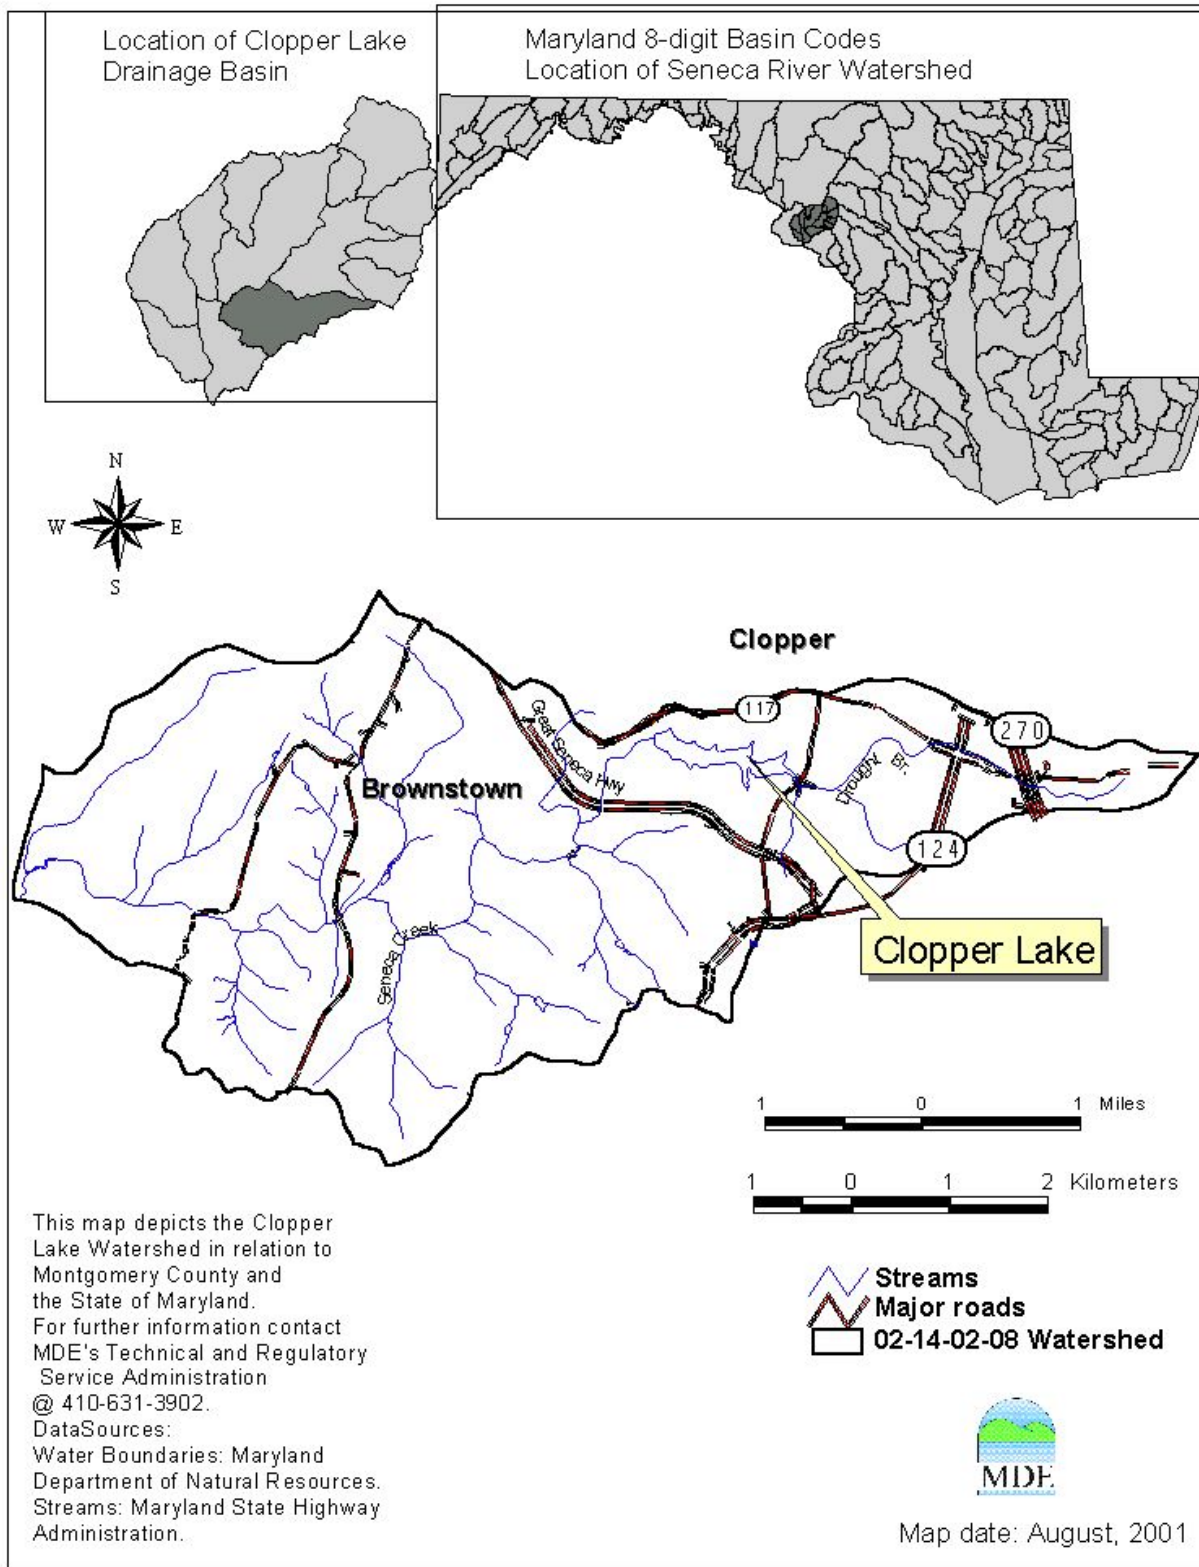 Location of Clopper Lake
Drainage Basin
Maryland 8-digit Basin Codes
Location of Seneca River Watershed
N
W E
S
Clopper
117
270
Great Seneca Hwy
Drought Br.
Brownstown
124
Clopper Lake
Seneca Creek
1 0 1 Miles
1 0 1 2 Kilometers
This map depicts the Clopper
Lake Watershed in relation to
Montgomery County and
the State of Maryland.
For further information contact
MDE's Technical and Regulatory
Service Administration
@ 410-631-3902.
DataSources:
Water Boundaries: Maryland
Department of Natural Resources.
Streams: Maryland State Highway
Administration.
Streams
Major roads
02-14-02-08 Watershed
MDE
Map date: August, 2001